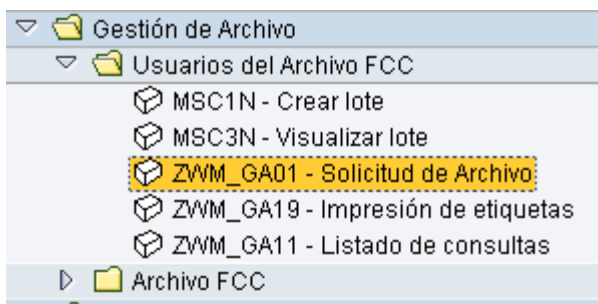 Gestión de Archivo
Usuarios del Archivo FCC
MSC1N - Crear lote
MSC3N - Visualizar lote
ZWM_GA01 - Solicitud de Archivo
ZWM_GA19 - Impresión de etiquetas
ZWM_GA11 - Listado de consultas
Archivo FCC